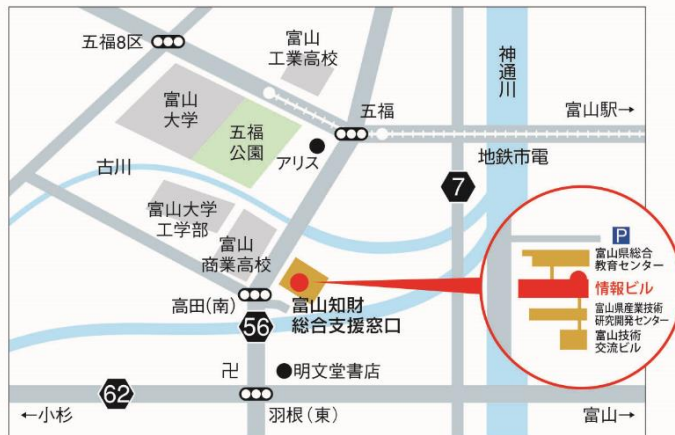 五福8区
富山
工業高校
神通川
富山
大学
五福
公園
五福
富山駅→
アリス
地鉄市電
古川
7
富山大学
工学部
富山
商業高校
P
富山県総合
教育センター
情報ビル
富山県産業技術
研究開発センター
富山技術
交流ビル
高田(南)
富山知財
総合支援窓口
56
卍
明文堂書店
62
←小杉
羽根(東)
富山→